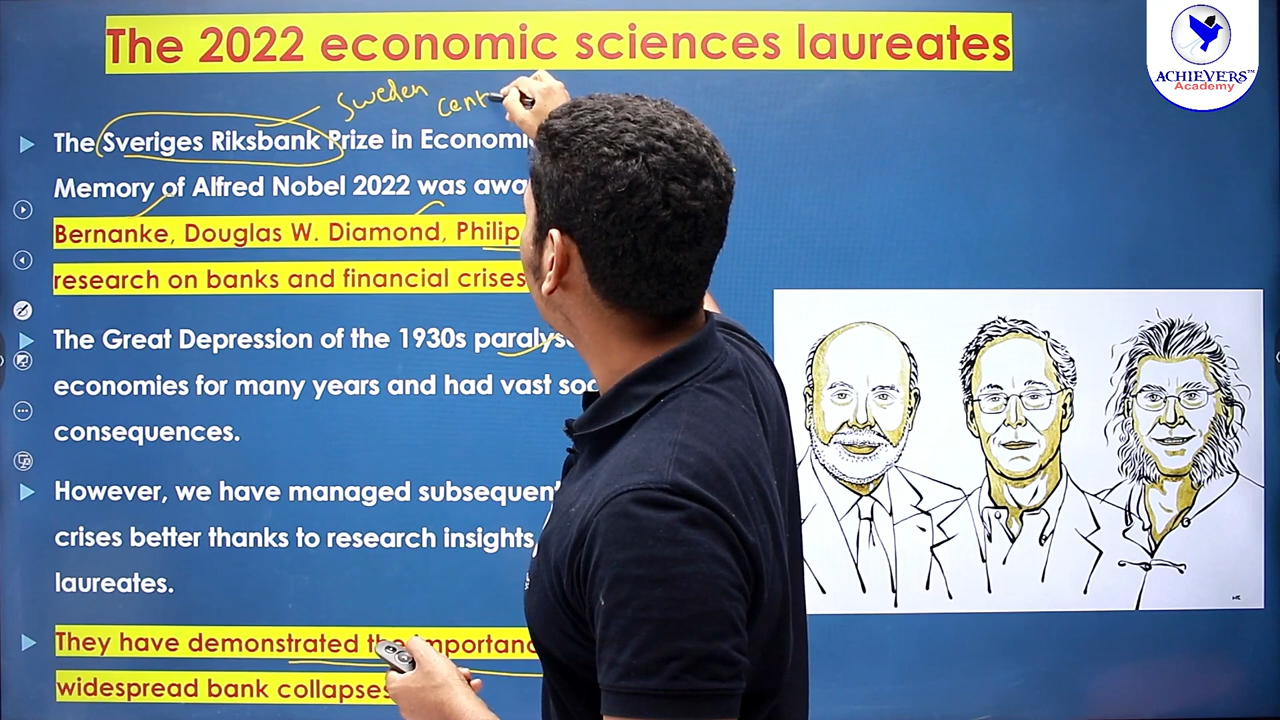 The 2022 economic sciences laureates
ACHIEVERS™
Academy
Sweden cent
The Sveriges Riksbank Prize in Economi
Memory of Alfred Nobel 2022 was awa
Bernanke, Douglas W. Diamond, Philip
research on banks and financial crises
The Great Depression of the 1930s paralys
economies for many years and had vast soc
consequences.
However, we have managed subsequent
crises better thanks to research insights,
laureates.
They have demonstrated the importanc
widespread bank collapses